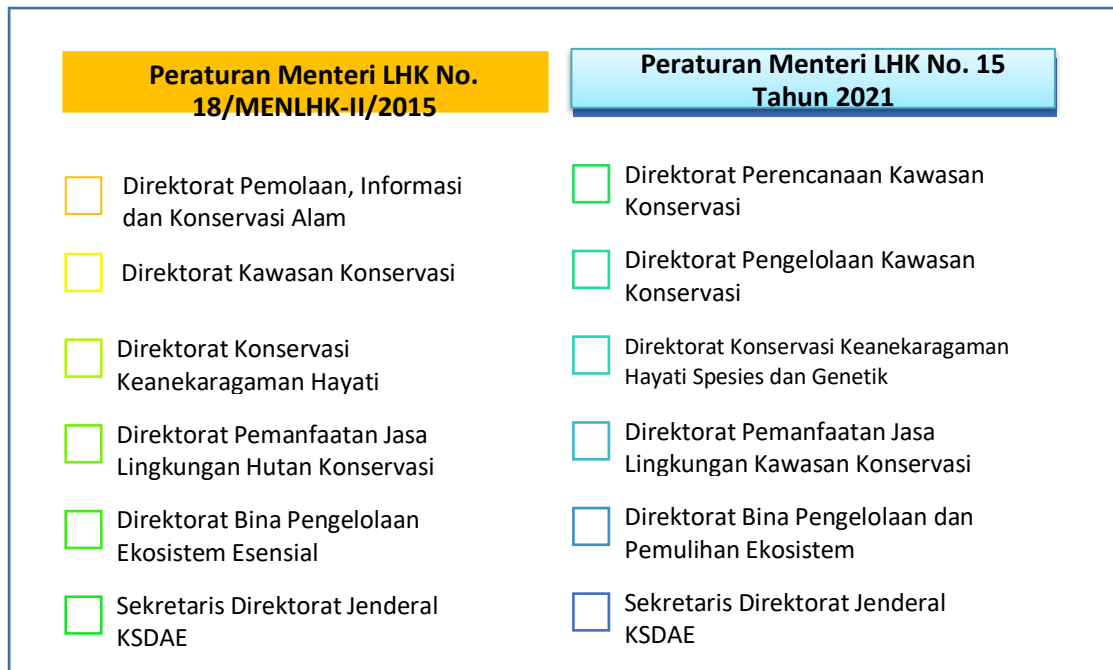 Peraturan Menteri LHK No.
18/MENLHK-II/2015
Direktorat Pemolaan, Informasi
dan Konservasi Alam
Direktorat Kawasan Konservasi
Direktorat Konservasi
Keanekaragaman Hayati
Direktorat Pemanfaatan Jasa
Lingkungan Hutan Konservasi
Direktorat Bina Pengelolaan
Ekosistem Esensial
Sekretaris Direktorat Jenderal
KSDAE
Peraturan Menteri LHK No. 15
Tahun 2021
Direktorat Perencanaan Kawasan
Konservasi
Direktorat Pengelolaan Kawasan
Konservasi
Direktorat Konservasi Keanekaragaman
Hayati Spesies dan Genetik
Direktorat Pemanfaatan Jasa
Lingkungan Kawasan Konservasi
Direktorat Bina Pengelolaan dan
Pemulihan Ekosistem
Sekretaris Direktorat Jenderal
KSDAE